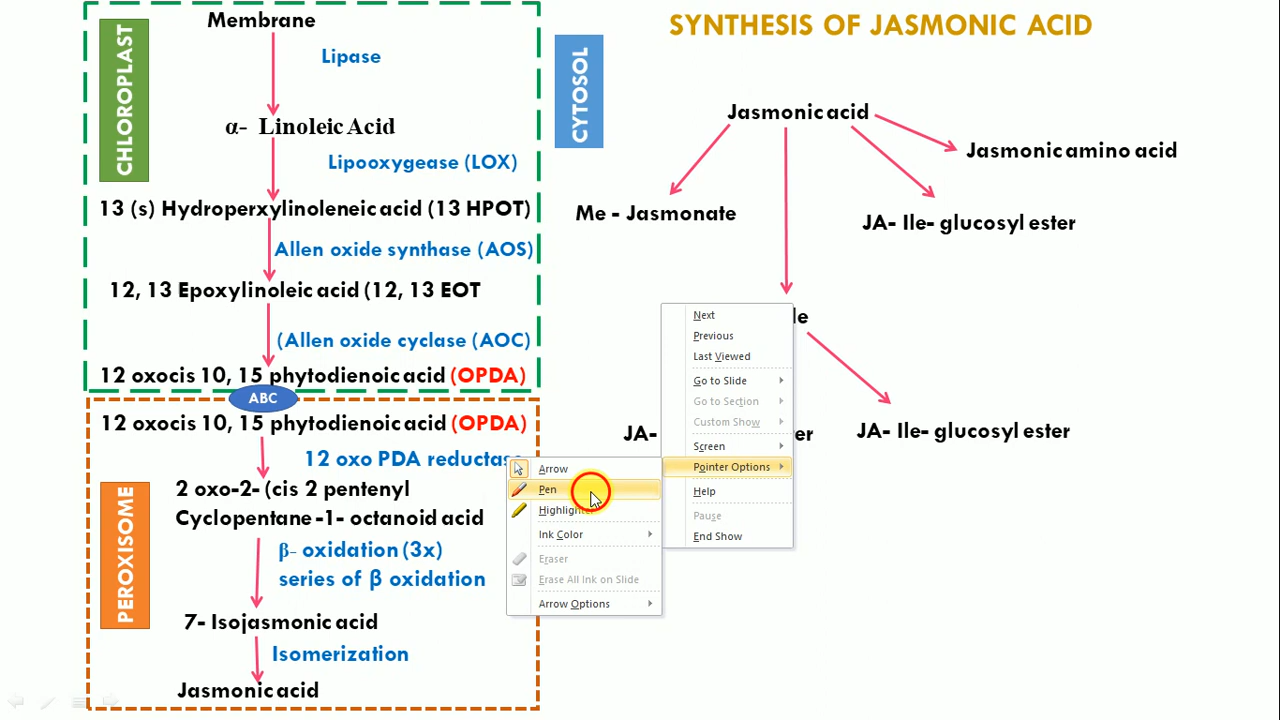 SYNTHESIS OF JASMONIC ACID
CHLOROPLAST
Membrane
Lipase
α- Linoleic Acid
Lipooxygease (LOX)
13 (s) Hydroperxylinoleneic acid (13 HPOT)
Allen oxide synthase (AOS)
12, 13 Epoxylinoleic acid (12, 13 EOT
(Allen oxide cyclase (AOC)
12 oxocis 10, 15 phytodienoic acid (OPDA)
ABC
PEROXISOME
12 oxocis 10, 15 phytodienoic acid (OPDA)
12 oxo PDA reductase
2 oxo-2- (cis 2 pentenyl
Cyclopentane -1- octanoid acid
β- oxidation (3x)
series of β oxidation
7- Isojasmonic acid
Isomerization
Jasmonic acid
CYTOSOL
Jasmonic acid
Jasmonic amino acid
Me - Jasmonate
JA- Ile- glucosyl ester
le
JA-
er
JA- Ile- glucosyl ester
Next
Previous
Last Viewed
Go to Slide
Go to Section
Custom Show
Screen
Pointer Options
Help
Pause
End Show
Arrow
Pen
Highlighter
Ink Color
Eraser
Erase All Ink on Slide
Arrow Options